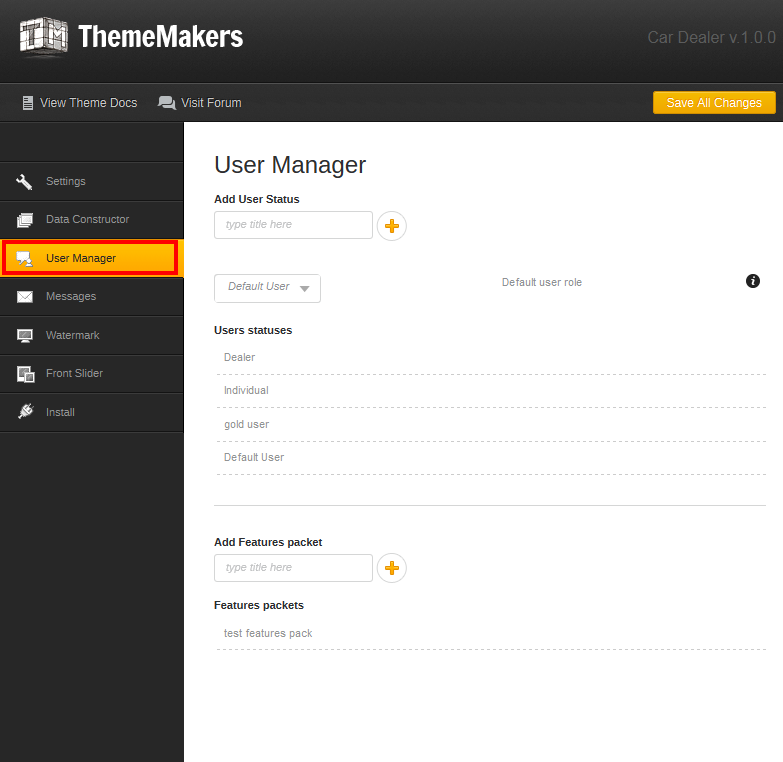 ThemeMakers
Car Dealer v.1.0.0
View Theme Docs
Visit Forum
Save All Changes
Settings
Data Constructor
User Manager
Messages
Watermark
Front Slider
Install
User Manager
Add User Status
type title here
Default User
Default user role
Users statuses
Dealer
Individual
gold user
Default User
Add Features packet
type title here
Features packets
test features pack